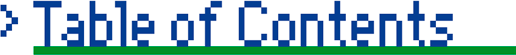 > Table of Contents